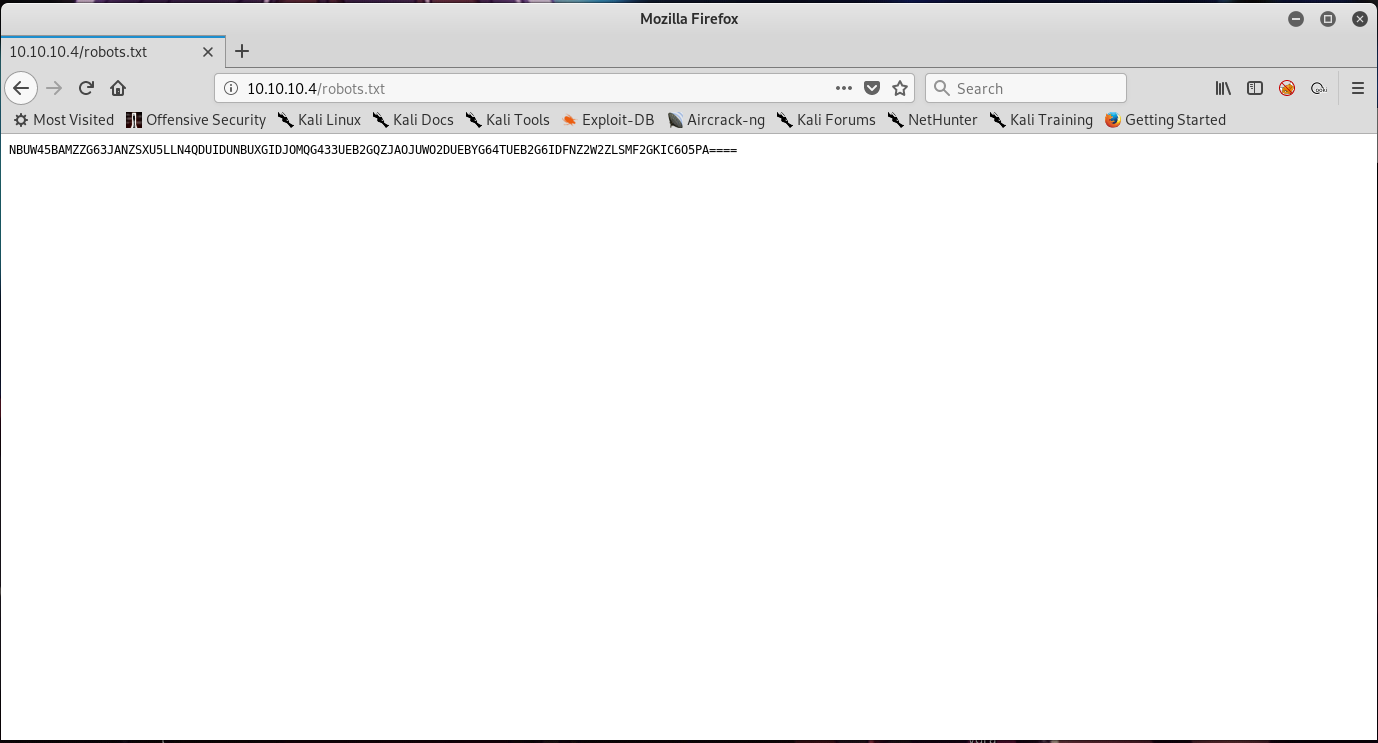 Mozilla Firefox
10.10.10.4/robots.txt
10.10.10.4/robots.txt
Search
Most Visited Offensive Security Kali Linux Kali Docs Kali Tools Exploit-DB Aircrack-ng Kali Forums NetHunter Kali Training Getting Started
NBUW45BAMZZG63JANZSXU5LLN4QDUIDUNBUXGIDJOMQG433UEB2GQZJAOJUWO2DUEBYG64TUEB2G6IDFNZ2W2ZLSMF2GKIC6O5PA====